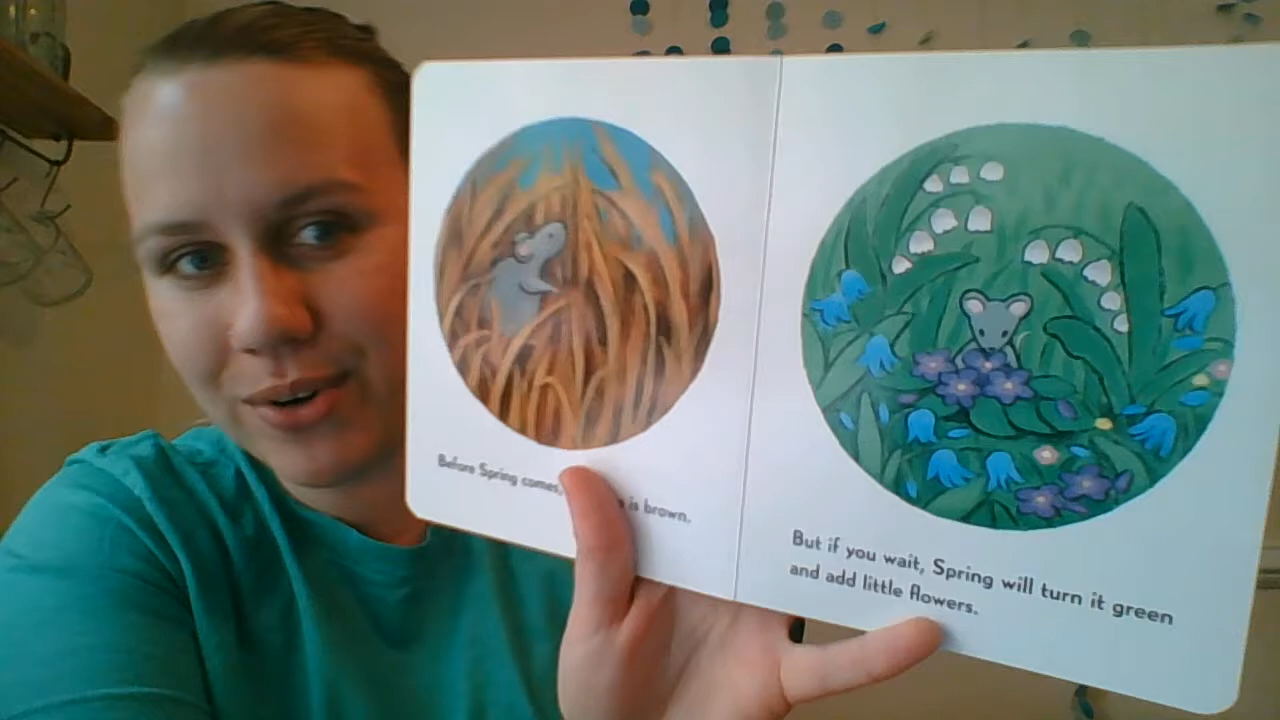 Before Spring comes, is brown.
But if you wait, Spring will turn it green
and add little flowers.